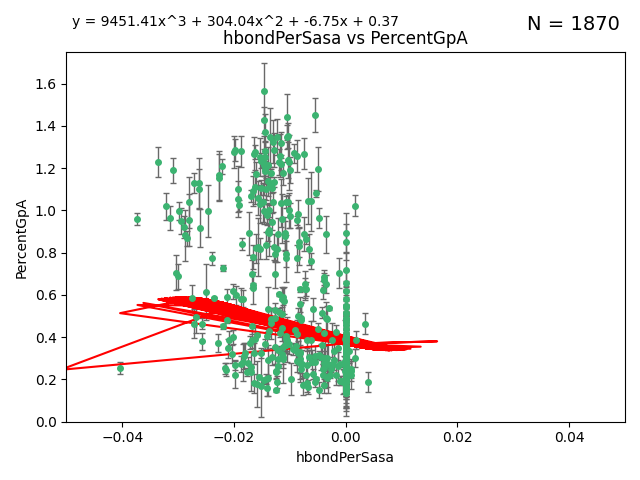 y = 9451.41x^3 + 304.04x^2 + -6.75x + 0.37
N = 1870
hbondPerSasa vs PercentGpA
PercentGpA
1.6
1.4
1.2
1.0
0.8
0.6
0.4
0.2
0.0
−0.04 −0.02 0.00 0.02 0.04
hbondPerSasa